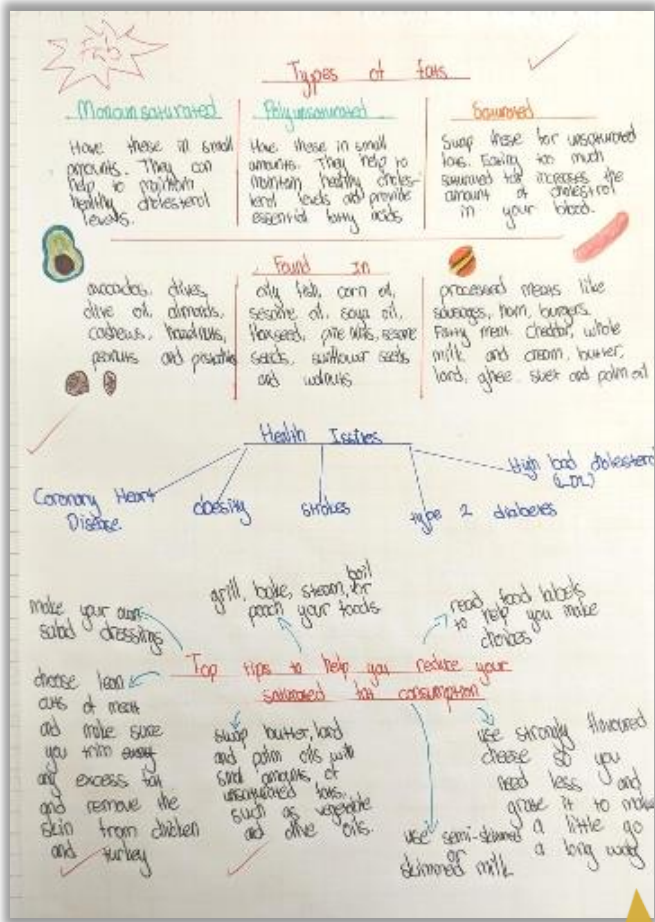 Fats
Types of fats
Monounsaturated
Have these in small
amounts. They can
help to maintain
healthy cholesterol
levels.
Polyunsaturated
Have these in small
amounts. They help to
maintain healthy choles-
terol levels and provide
essential fatty acids
Saturated
Swap these for unsaturated
fats. Eating too much
saturated fat increases the
amount of cholestrol
in your blood.
Found In
avocados, olives,
olive oil, almonds,
cashews, hazelnuts,
peanuts and pistachios
oily fish, corn oil,
sesame oil, soya oil,
flaxseed, pine nuts, sesame
seeds, sunflower seeds
and walnuts
processed meats like
sausages, ham, burgers.
Fatty meat. cheddar, whole
milk and cream, butter,
lard, ghee, suet and palm oil
Health Issues
Coronary Heart
Disease
obesity
strokes
type 2 diabetes
High bad cholesterol
(LDL)
make your own
salad dressings
grill, bake, steam, boil
or
poach your foods
read food labels
to help you make
choices
Top tips to help you reduce your
saturated fat consumption
choose lean
cuts of meat
and make sure
you trim
any excess fat
and remove the
skin from chicken
and turkey
swap butter, lard
and palm oils with
small amounts of
unsaturated fats.
such as vegetable
and olive oils.
use semi-skimmed
or
skimmed milk
use strongly flavoured
cheese so you
need less and
grate it to make
a little go
a long way